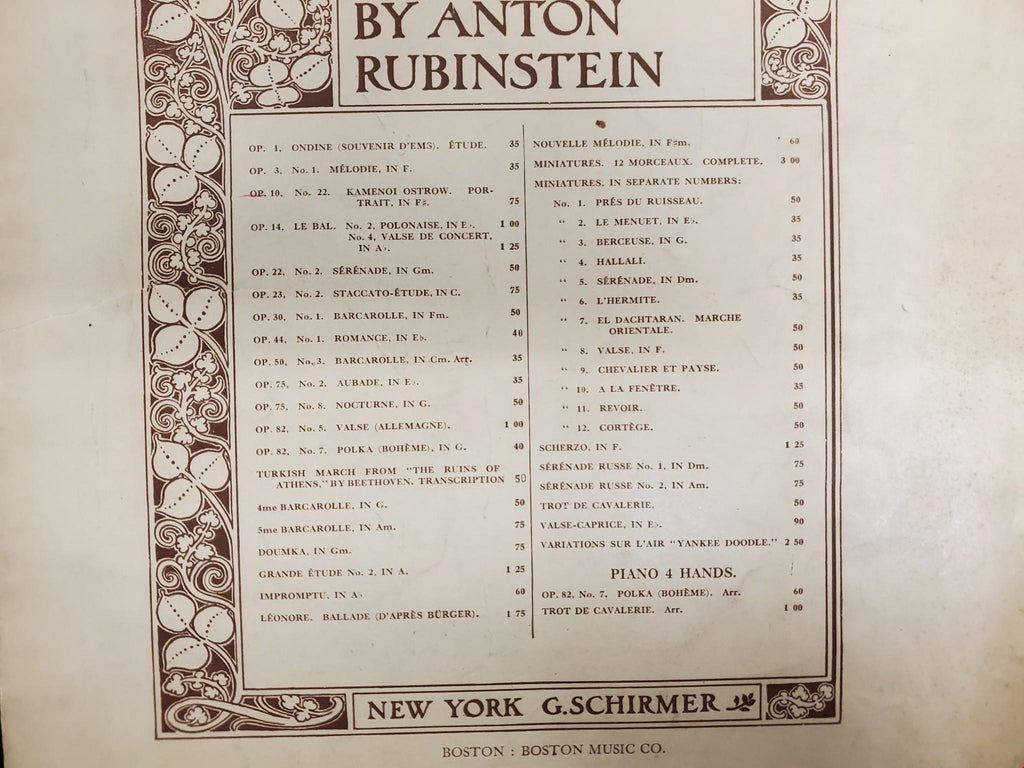 BY ANTON
RUBINSTEIN
OP. 1, ONDINE (SOUVENIR D'EMS). ÉTUDE. 35
OP. 3, No. 1. MÉLODIE, IN F. 35
OP. 10, No. 22. KAMENOI OSTROW. POR-
TRAIT, IN F♯. 75
OP. 14, LE BAL. No. 2, POLONAISE, IN E♭. 1 00
No. 4, VALSE DE CONCERT,
IN A♭. 1 25
OP. 22, No. 2. SÉRÉNADE, IN Gm. 50
OP. 23, No. 2. STACCATO-ÉTUDE, IN C. 75
OP. 30, No. 1. BARCAROLLE, IN Fm. 50
OP. 44, No. 1. ROMANCE, IN E♭. 40
OP. 50, No. 3. BARCAROLLE, IN Cm. Arr. 35
OP. 75, No. 2. AUBADE, IN E♭. 35
OP. 75, No. 8. NOCTURNE, IN G. 50
OP. 82, No. 5. VALSE (ALLEMAGNE). 1 00
OP. 82, No. 7. POLKA (BOHÈME), IN G. 40
TURKISH MARCH FROM "THE RUINS OF
ATHENS," BY BEETHOVEN. TRANSCRIPTION 50
4me BARCAROLLE, IN G. 50
5me BARCAROLLE, IN Am. 75
DOUMKA, IN Gm. 75
GRANDE ÉTUDE No. 2, IN A. 1 25
IMPROMPTU, IN A♭ 60
LÉONORE. BALLADE (D'APRÈS BÜRGER). 1 75
NOUVELLE MÉLODIE, IN F♯m. 60
MINIATURES. 12 MORCEAUX. COMPLETE. 3 00
MINIATURES, IN SEPARATE NUMBERS:
No. 1. PRÉS DU RUISSEAU. 50
" 2. LE MENUET, IN E♭. 35
" 3. BERCEUSE, IN G. 35
" 4. HALLALI. 35
" 5. SÉRÉNADE, IN Dm. 50
" 6. L'HERMITE. 35
" 7. EL DACHTARAN. MARCHE
ORIENTALE. 50
" 8. VALSE, IN F. 50
" 9. CHEVALIER ET PAYSE. 50
" 10. A LA FENÊTRE. 35
" 11. REVOIR. 50
" 12. CORTÈGE. 50
SCHERZO, IN F. 1 25
SÉRÉNADE RUSSE No. 1, IN Dm. 75
SÉRÉNADE RUSSE No. 2, IN Am. 75
TROT DE CAVALERIE. 50
VALSE-CAPRICE, IN E♭. 90
VARIATIONS SUR L'AIR "YANKEE DOODLE." 2 50
PIANO 4 HANDS.
OP. 82, No. 7. POLKA (BOHÈME). Arr. 60
TROT DE CAVALERIE. Arr. 1 00
NEW YORK G. SCHIRMER
BOSTON : BOSTON MUSIC CO.